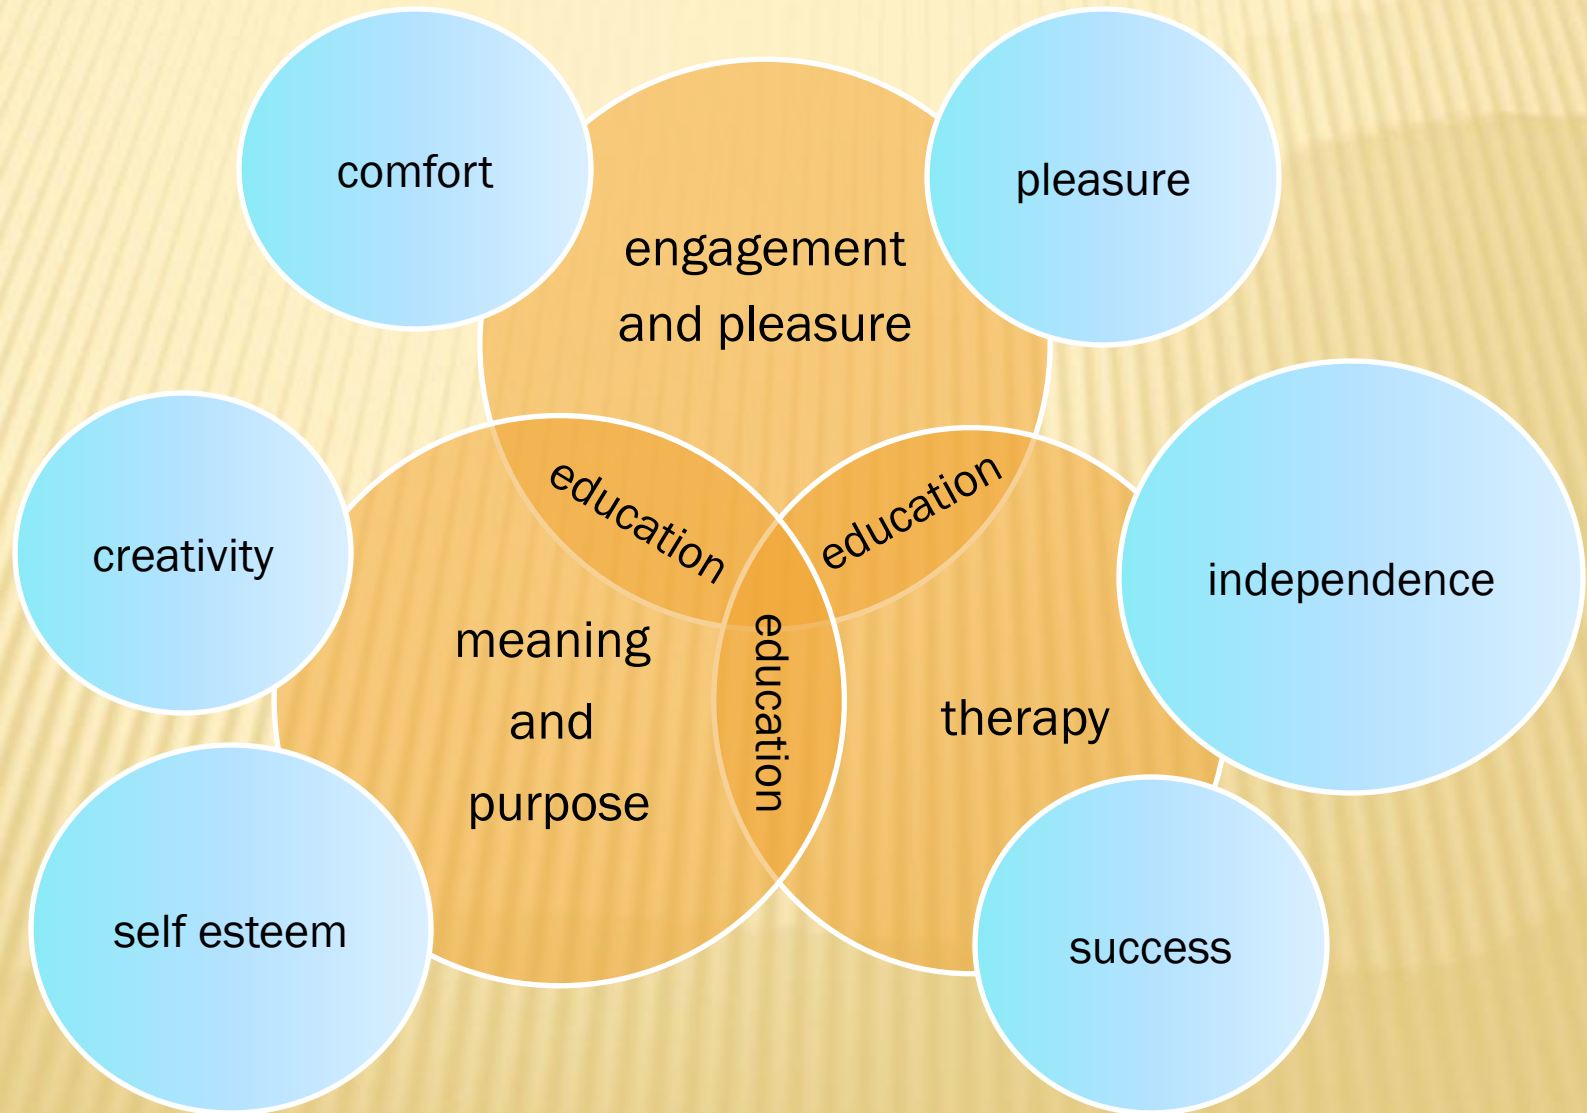 comfort
pleasure
engagement
and pleasure
education
education
creativity
independence
meaning
and
purpose
education
therapy
self esteem
success